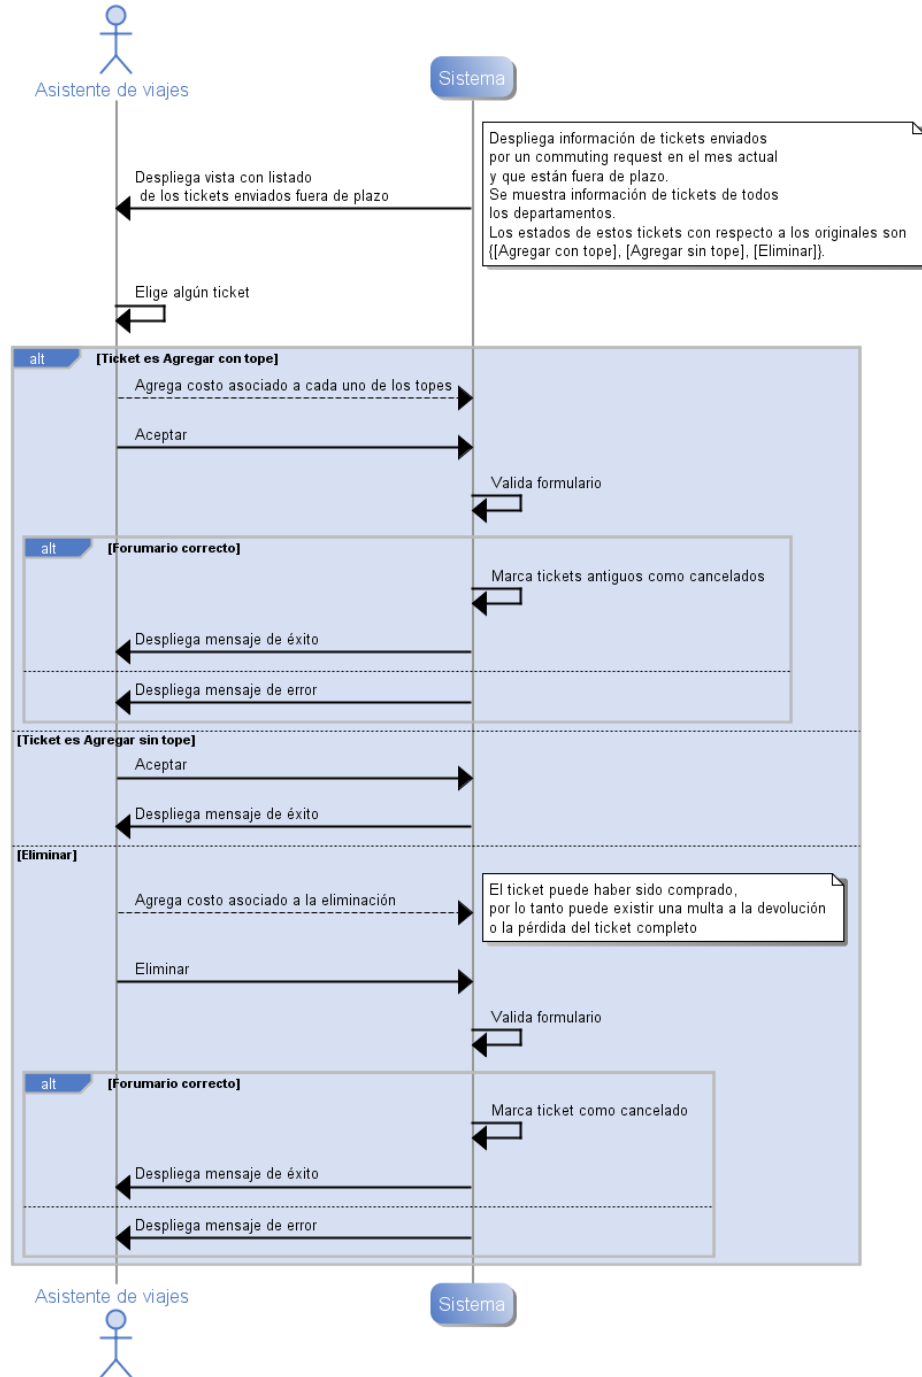 Asistente de viajes
Sistema
Despliega información de tickets enviados
por un commuting request en el mes actual
y que están fuera de plazo.
Se muestra información de tickets de todos
los departamentos.
Los estados de estos tickets con respecto a los originales son
{[Agregar con tope], [Agregar sin tope], [Eliminar]}.
Despliega vista con listado
de los tickets enviados fuera de plazo
Elige algún ticket
alt
[Ticket es Agregar con tope]
Agrega costo asociado a cada uno de los topes
Aceptar
Valida formulario
alt
[Forumario correcto]
Marca tickets antiguos como cancelados
Despliega mensaje de éxito
Despliega mensaje de error
[Ticket es Agregar sin tope]
Aceptar
Despliega mensaje de éxito
[Eliminar]
Agrega costo asociado a la eliminación
El ticket puede haber sido comprado,
por lo tanto puede existir una multa a la devolución
o la pérdida del ticket completo
Eliminar
Valida formulario
alt
[Forumario correcto]
Marca ticket como cancelado
Despliega mensaje de éxito
Despliega mensaje de error
Asistente de viajes
Sistema